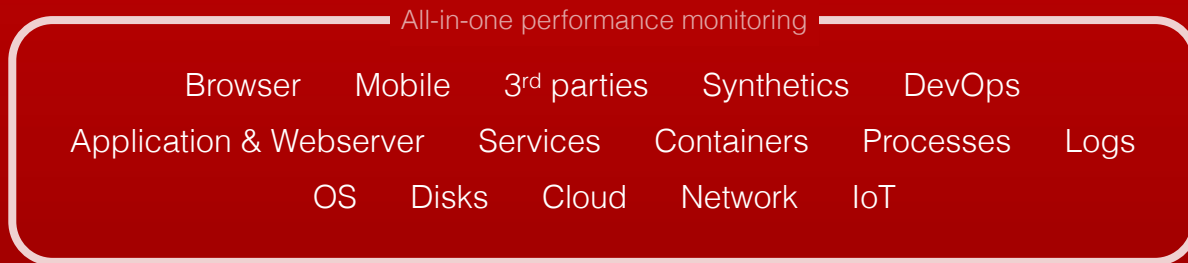 All-in-one performance monitoring
Browser Mobile 3rd parties Synthetics DevOps
Application & Webserver Services Containers Processes Logs
OS Disks Cloud Network IoT